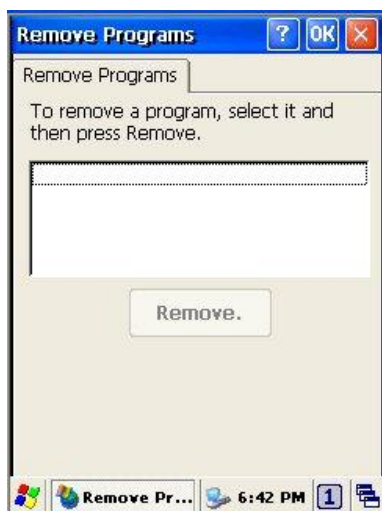 Remove Programs ? OK ×
Remove Programs
To remove a program, select it and
then press Remove.
Remove.
Remove Pr... 6:42 PM 1